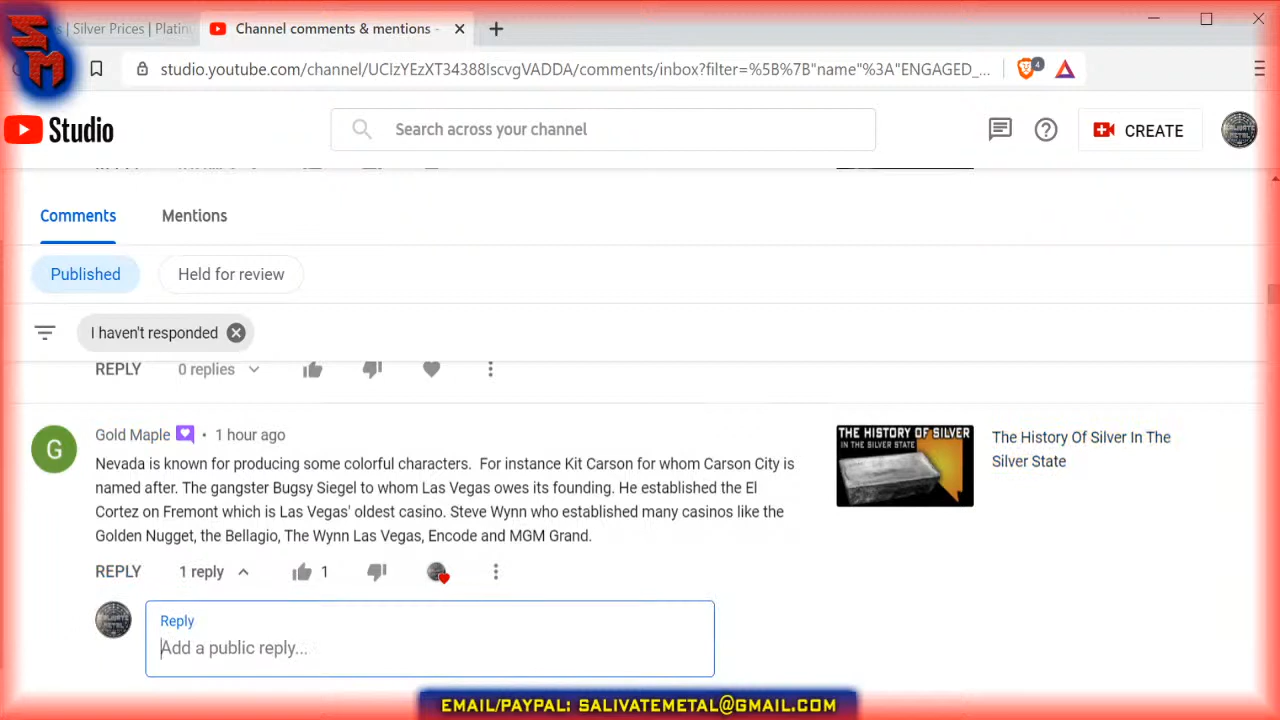 SM
| Silver Prices | Platinu
Channel comments & mentions -
studio.youtube.com/channel/UCIzYEzXT34388IscvgVADDA/comments/inbox?filter=%5B%7B"name"%3A"ENGAGED_...
4
Studio
Search across your channel
CREATE
Comments
Mentions
Published
Held for review
I haven't responded
REPLY
0 replies
G
Gold Maple • 1 hour ago
Nevada is known for producing some colorful characters. For instance Kit Carson for whom Carson City is
named after. The gangster Bugsy Siegel to whom Las Vegas owes its founding. He established the El
Cortez on Fremont which is Las Vegas' oldest casino. Steve Wynn who established many casinos like the
Golden Nugget, the Bellagio, The Wynn Las Vegas, Encode and MGM Grand.
THE HISTORY OF SILVER
IN THE SILVER STATE
The History Of Silver In The
Silver State
REPLY
1 reply
1
Reply
Add a public reply...
EMAIL/PAYPAL: SALIVATEMETAL@GMAIL.COM